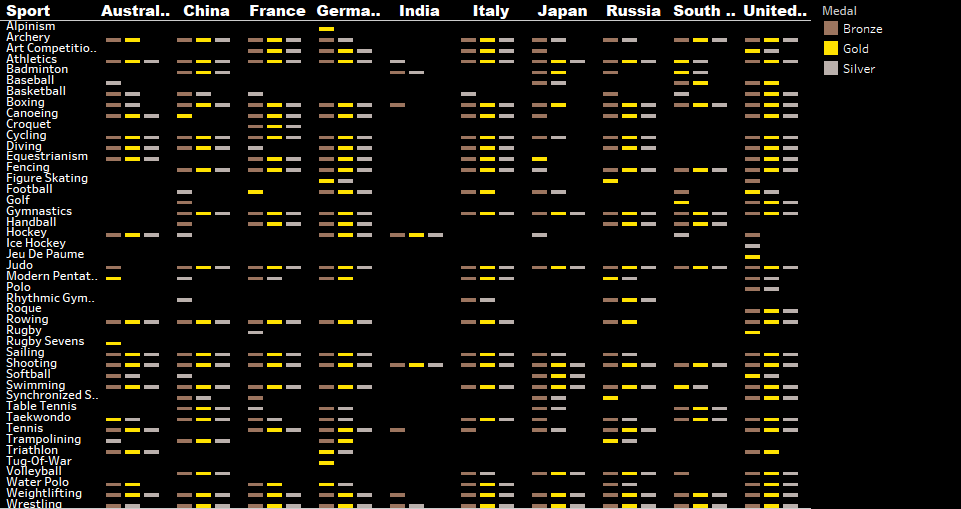 Sport Austral.. China France Germa.. India Italy Japan Russia South .. United..
Medal
Bronze
Gold
Silver
Alpinism
Archery
Art Competitio..
Athletics
Badminton
Baseball
Basketball
Boxing
Canoeing
Croquet
Cycling
Diving
Equestrianism
Fencing
Figure Skating
Football
Golf
Gymnastics
Handball
Hockey
Ice Hockey
Jeu De Paume
Judo
Modern Pentat..
Polo
Rhythmic Gym..
Roque
Rowing
Rugby
Rugby Sevens
Sailing
Shooting
Softball
Swimming
Synchronized S..
Table Tennis
Taekwondo
Tennis
Trampolining
Triathlon
Tug-Of-War
Volleyball
Water Polo
Weightlifting
Wrestling